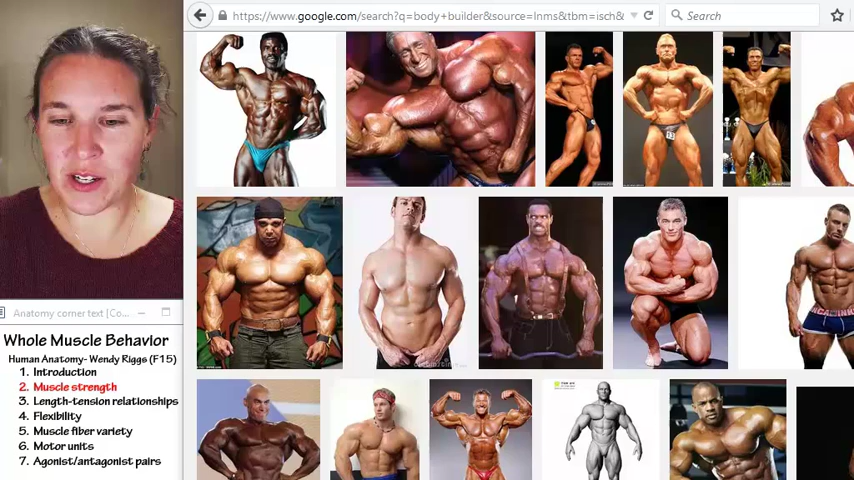 https://www.google.com/search?q=body+builder&source=lnms&tbm=isch&
Search
Anatomy corner text [Co...
Whole Muscle Behavior
Human Anatomy- Wendy Riggs (F15)
1. Introduction
2. Muscle strength
3. Length-tension relationships
4. Flexibility
5. Muscle fiber variety
6. Motor units
7. Agonist/antagonist pairs